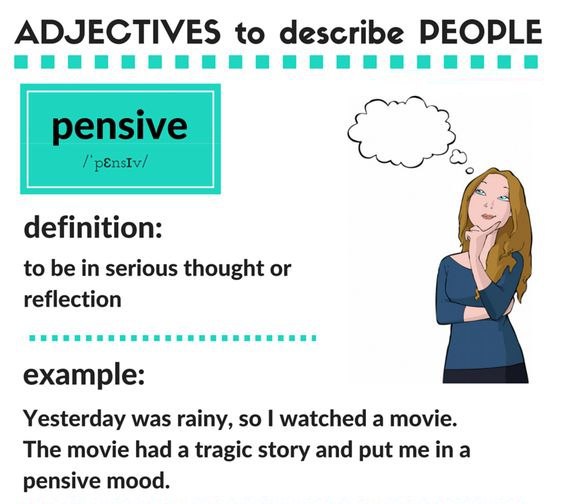 ADJECTIVES to describe PEOPLE
pensive
/ˈpɛnsɪv/
definition:
to be in serious thought or
reflection
example:
Yesterday was rainy, so I watched a movie.
The movie had a tragic story and put me in a
pensive mood.